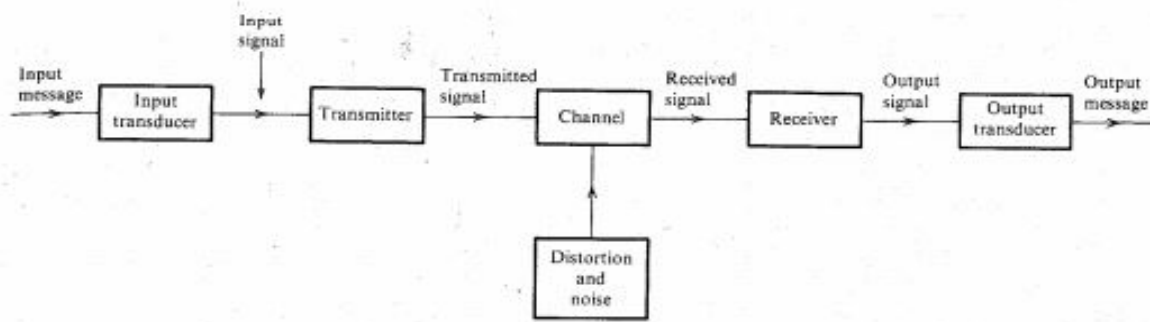 Input
signal
Input
message
Input
transducer
Transmitter
Transmitted
signal
Channel
Received
signal
Receiver
Output
signal
Output
transducer
Output
message
Distortion
and
noise